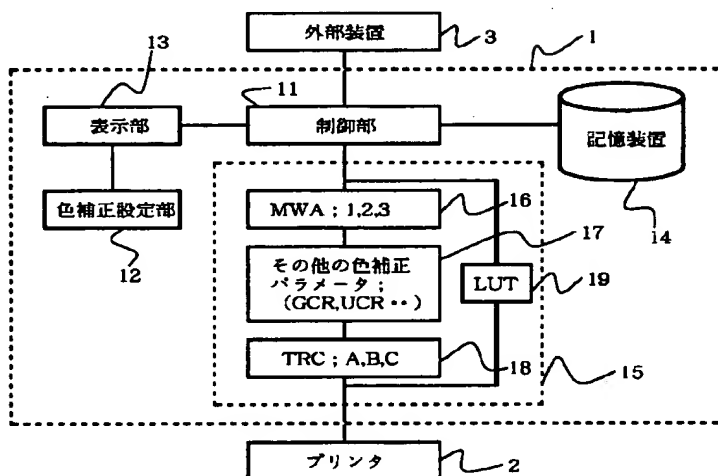 外部装置
3
1
13
11
表示部
制御部
記憶装置
色補正設定部
MWA ; 1,2,3
16
14
12
その他の色補正
パラメータ ;
(GCR,UCR・・)
17
LUT
19
TRC ; A,B,C
18
15
プリンタ
2